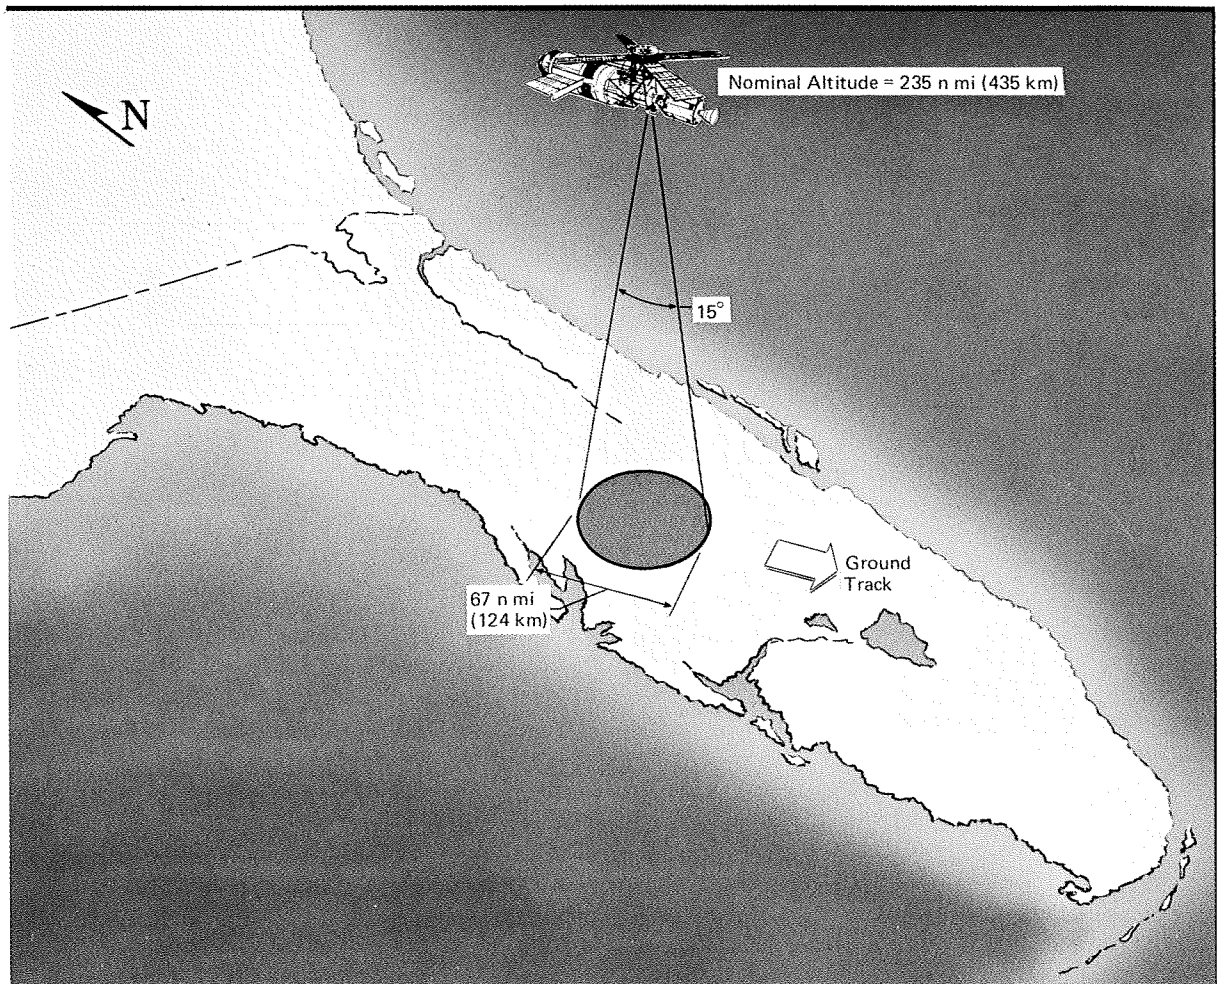 Nominal Altitude = 235 n mi (435 km)
N
15°
Ground
Track
67 n mi
(124 km)